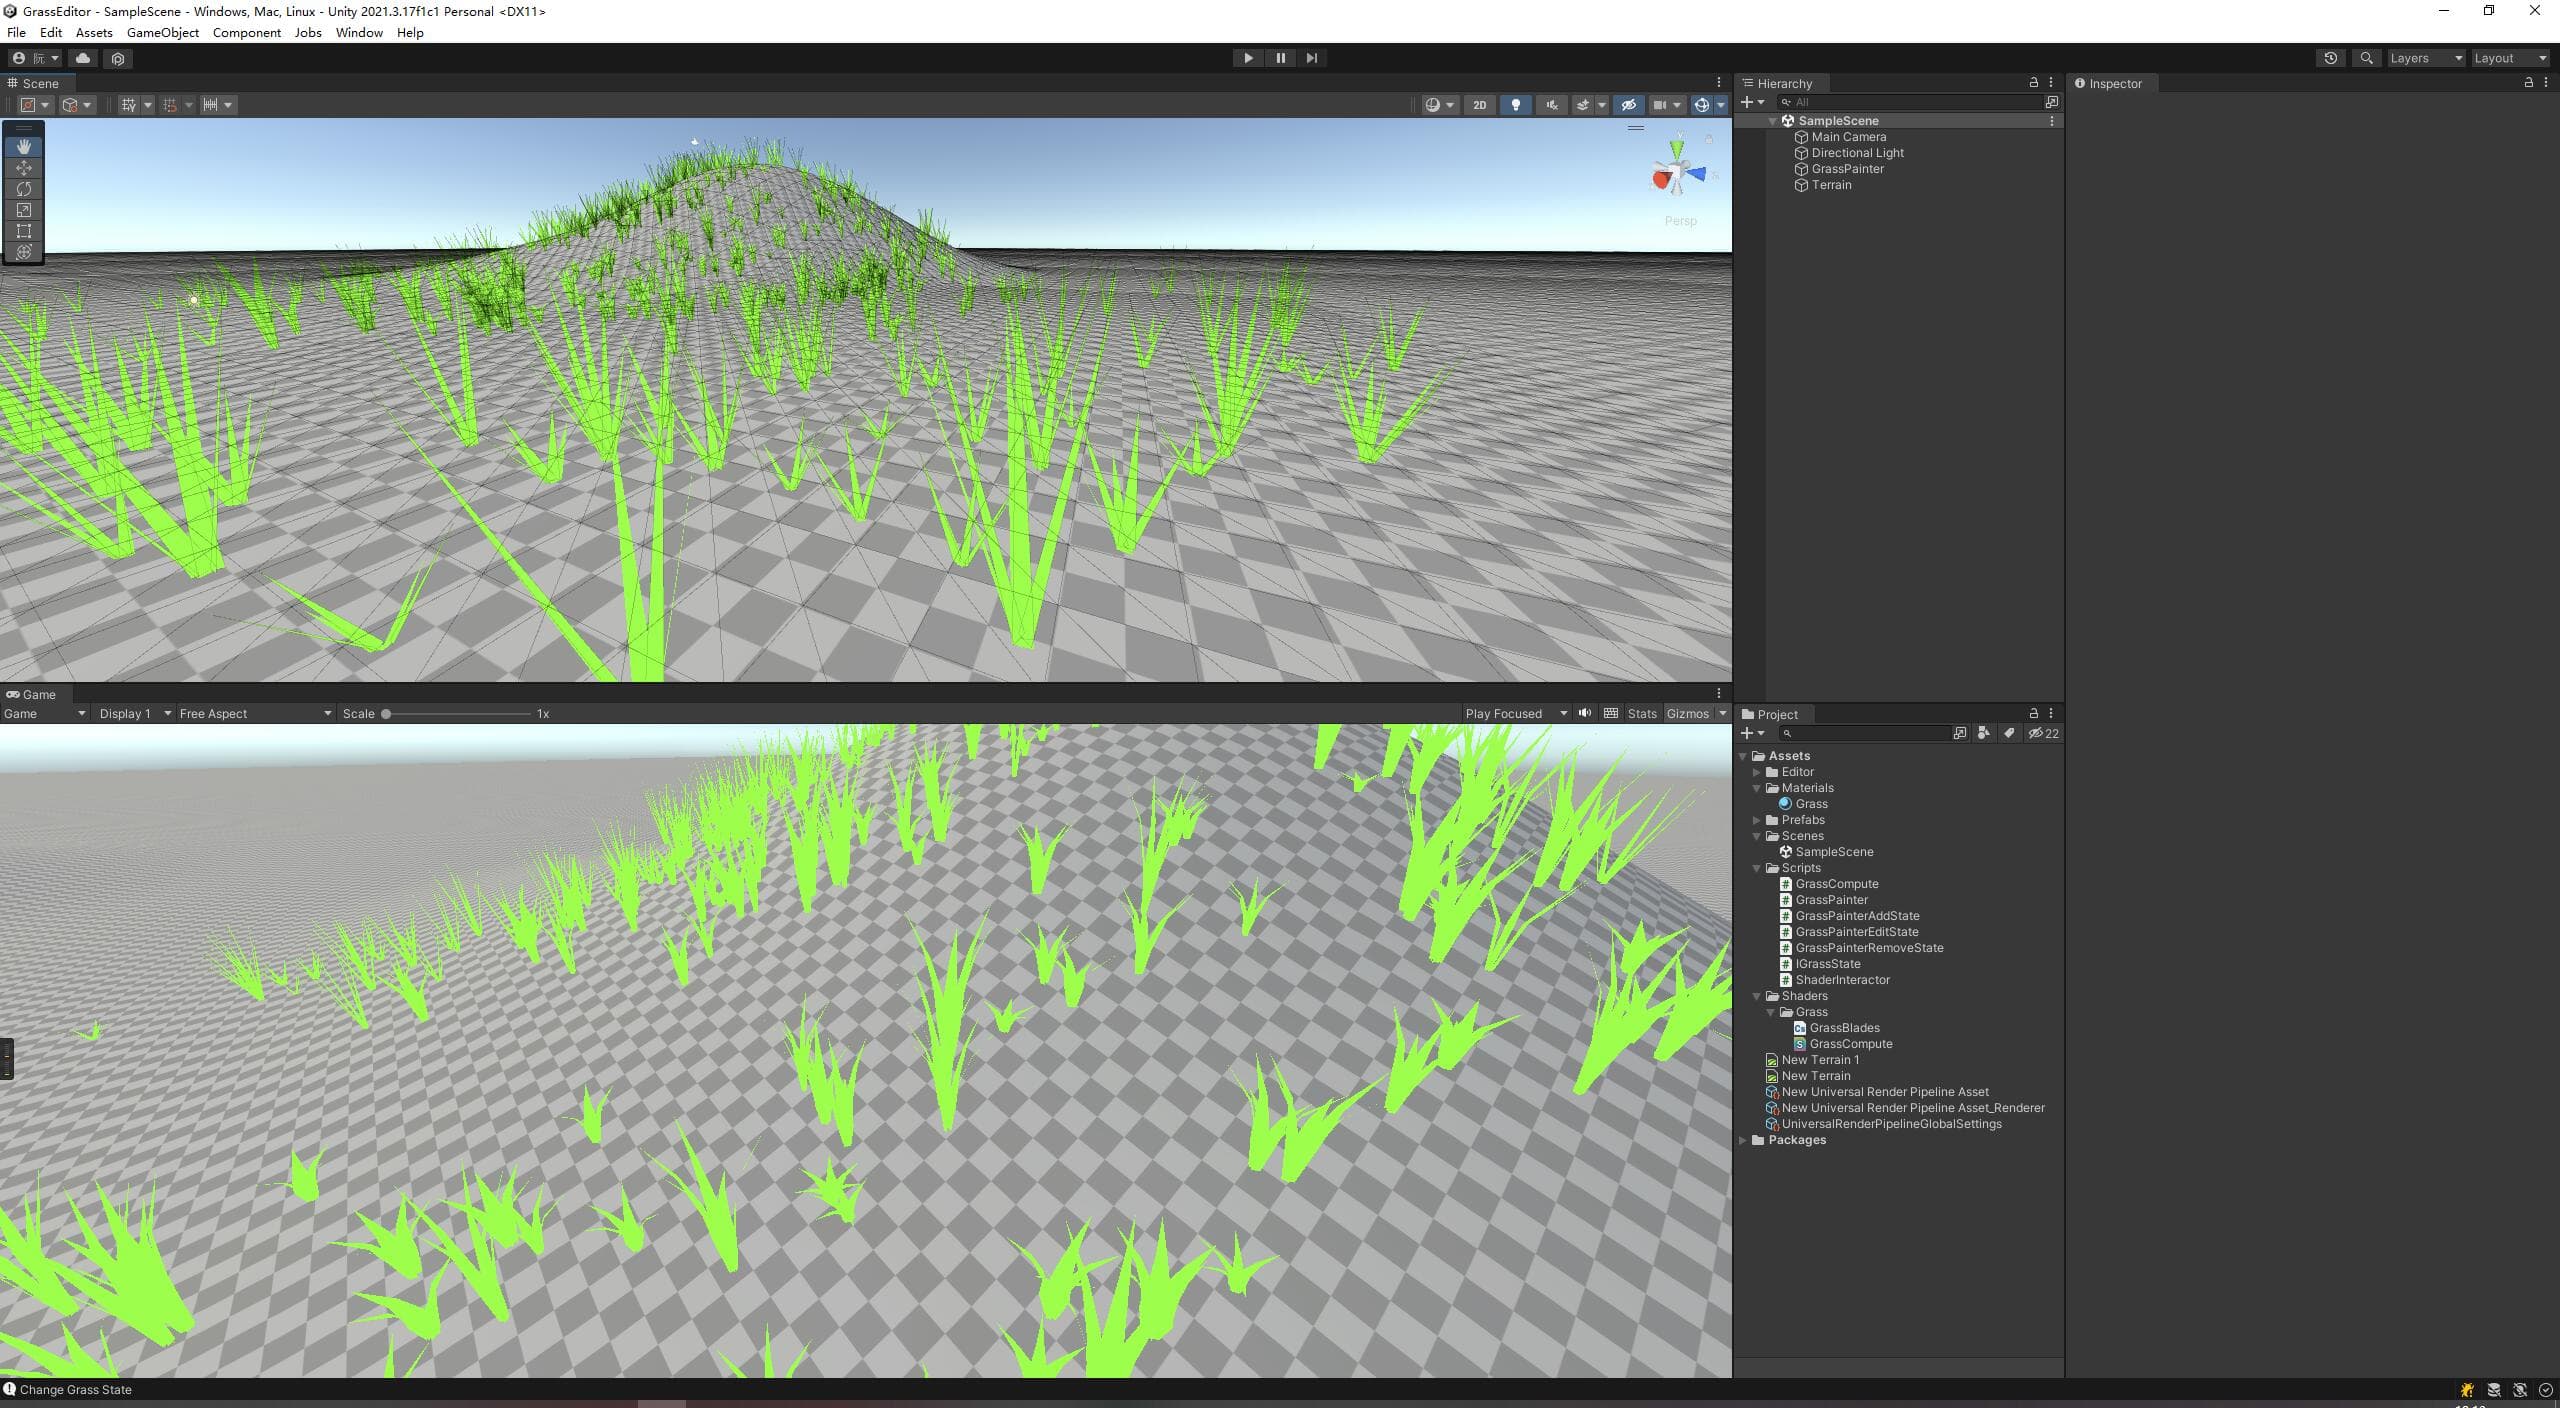 GrassEditor - SampleScene - Windows, Mac, Linux - Unity 2021.3.17f1c1 Personal <DX11>
File Edit Assets GameObject Component Jobs Window Help
阮
Layers Layout
Scene
2D
Persp
Hierarchy
All
SampleScene
Main Camera
Directional Light
GrassPainter
Terrain
Inspector
Game
Game Display 1 Free Aspect Scale 1x Play Focused Stats Gizmos
Project
22
Assets
Editor
Materials
Grass
Prefabs
Scenes
SampleScene
Scripts
GrassCompute
GrassPainter
GrassPainterAddState
GrassPainterEditState
GrassPainterRemoveState
IGrassState
ShaderInteractor
Shaders
Grass
GrassBlades
GrassCompute
New Terrain 1
New Terrain
New Universal Render Pipeline Asset
New Universal Render Pipeline Asset_Renderer
UniversalRenderPipelineGlobalSettings
Packages
Change Grass State